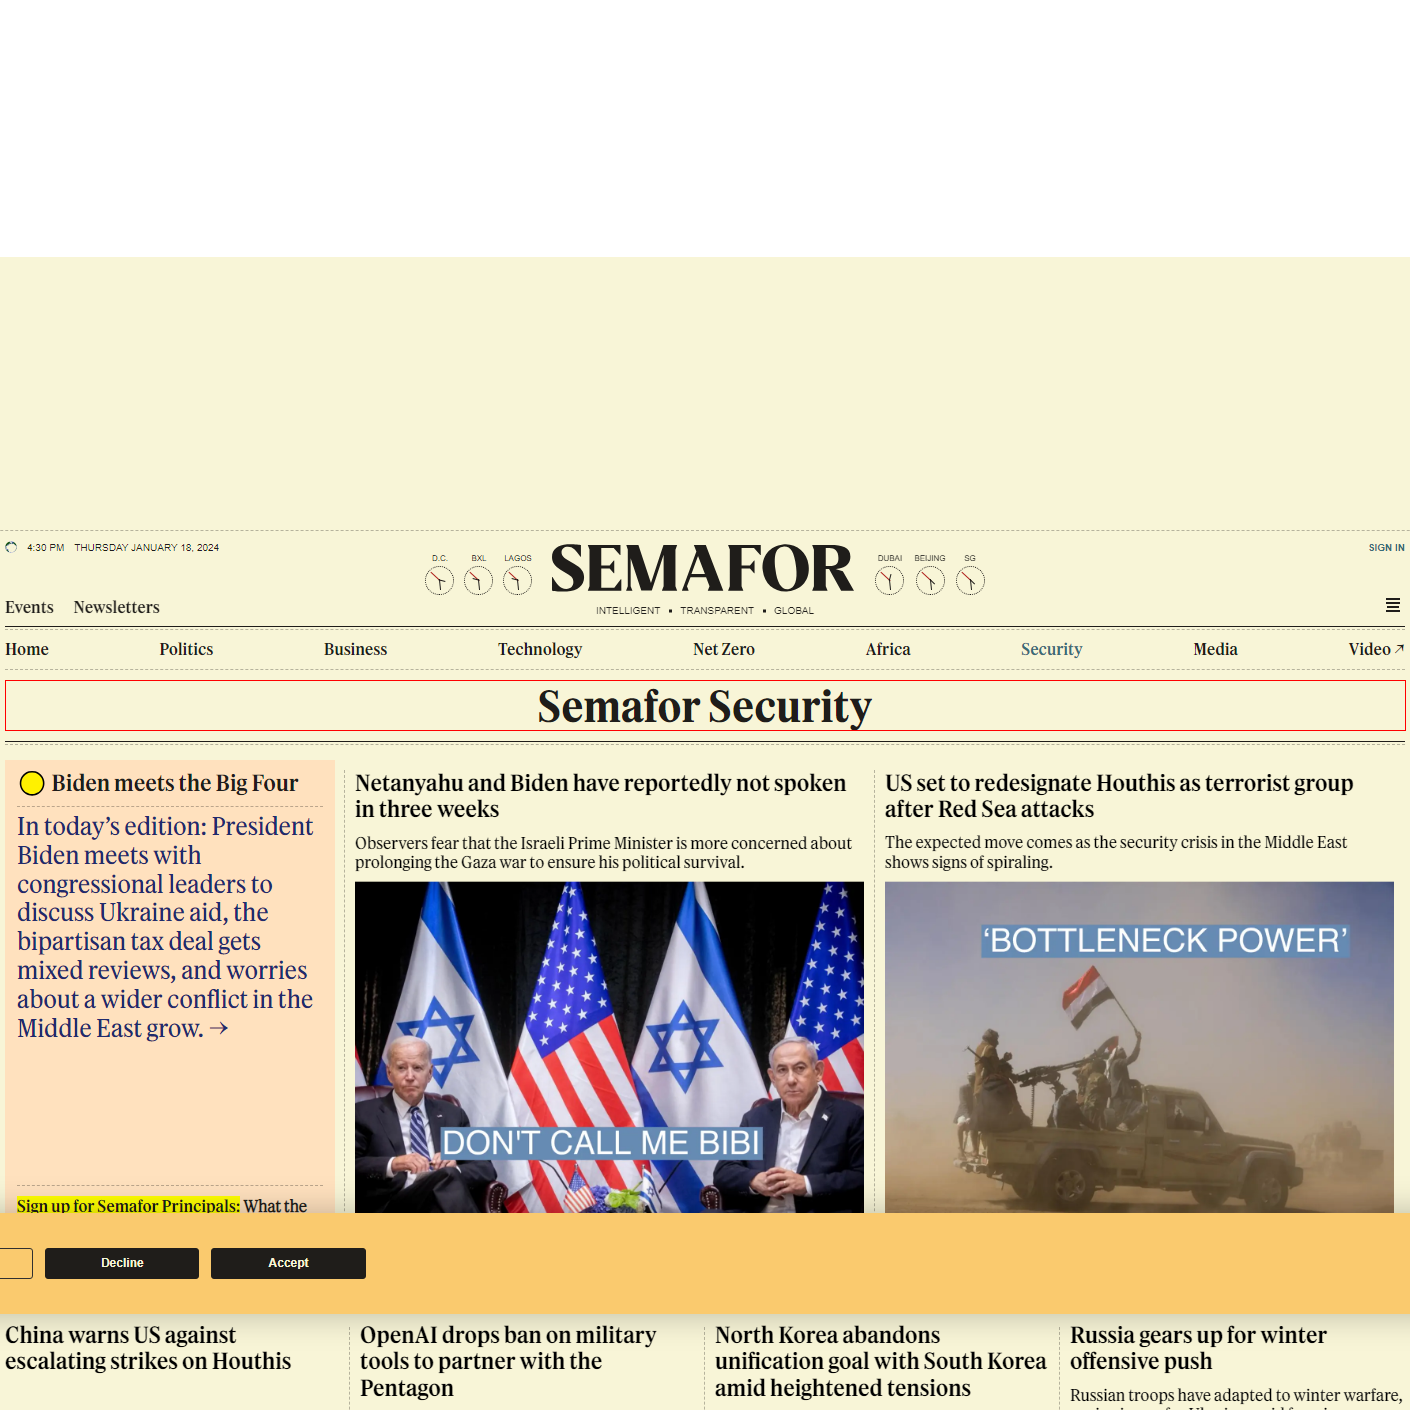 4:30 PM THURSDAY JANUARY 18, 2024
SIGN IN
D.C. BXL LAGOS
SEMAFOR
DUBAI BEIJING SG
INTELLIGENT ▪ TRANSPARENT ▪ GLOBAL
Events Newsletters
Home Politics Business Technology Net Zero Africa Security Media Video↗
Semafor Security
Biden meets the Big Four
In today’s edition: President
Biden meets with
congressional leaders to
discuss Ukraine aid, the
bipartisan tax deal gets
mixed reviews, and worries
about a wider conflict in the
Middle East grow. →
Sign up for Semafor Principals: What the
Netanyahu and Biden have reportedly not spoken
in three weeks
Observers fear that the Israeli Prime Minister is more concerned about
prolonging the Gaza war to ensure his political survival.
DON'T CALL ME BIBI
US set to redesignate Houthis as terrorist group
after Red Sea attacks
The expected move comes as the security crisis in the Middle East
shows signs of spiraling.
‘BOTTLENECK POWER’
Decline
Accept
China warns US against
escalating strikes on Houthis
OpenAI drops ban on military
tools to partner with the
Pentagon
North Korea abandons
unification goal with South Korea
amid heightened tensions
Russia gears up for winter
offensive push
Russian troops have adapted to winter warfare,